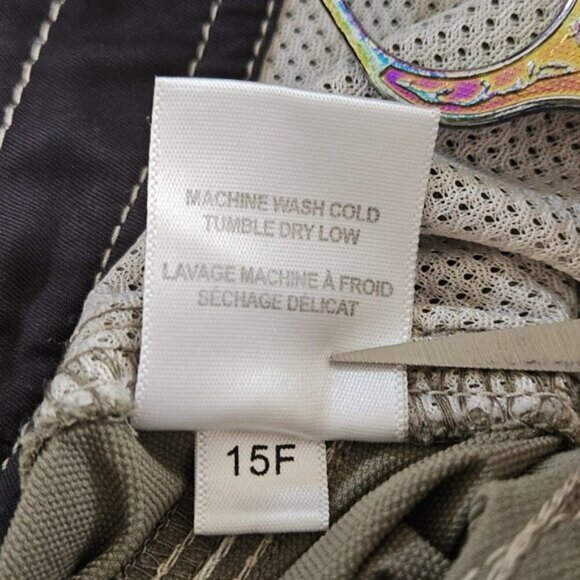 MACHINE WASH COLD
TUMBLE DRY LOW
LAVAGE MACHINE À FROID
SÉCHAGE DÉLICAT
15F